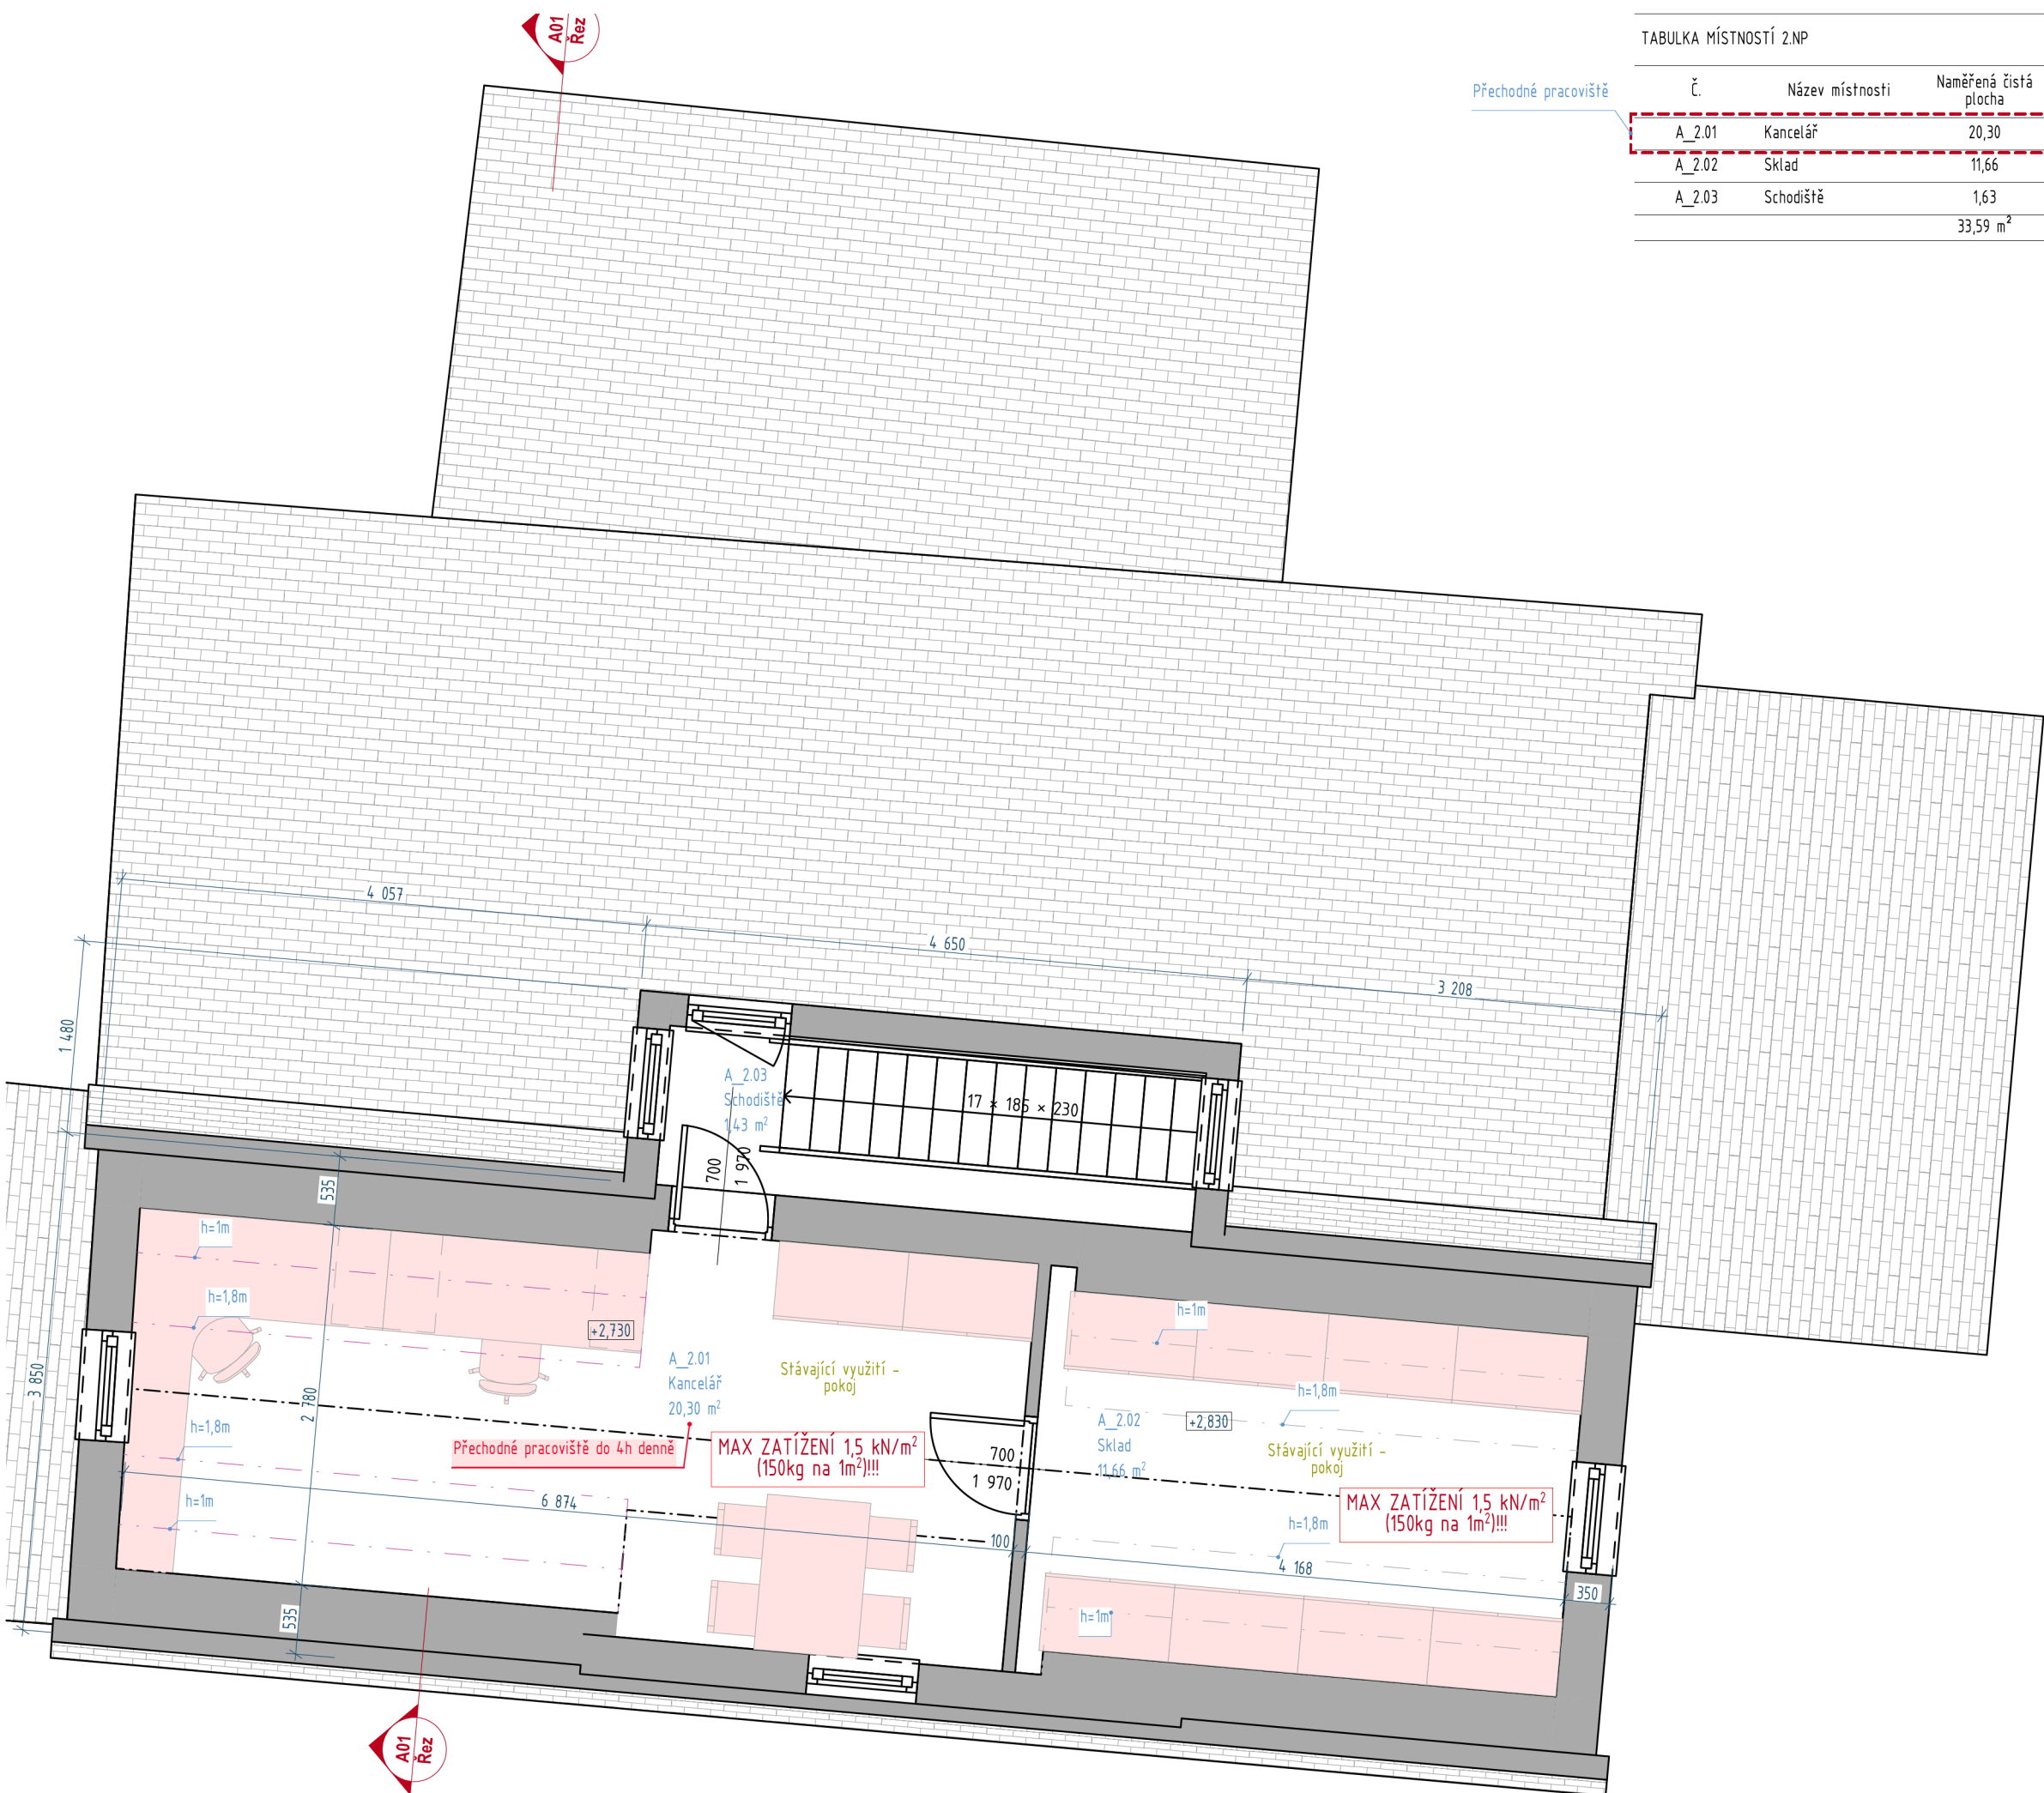 A01
Řez
TABULKA MÍSTNOSTÍ 2.NP
Č.
Název místnosti
Naměřená čistá
plocha
Přechodné pracoviště
A_2.01 Kancelář 20,30
A_2.02 Sklad 11,66
A_2.03 Schodiště 1,63
33,59 m²
4 057
4 650
3 208
1 480
A_2.03
Schodiště
1,43 m²
17 × 185 × 230
700
1 970
535
h=1m
h=1m
h=1,8m
+2,730
A_2.01
Kancelář
20,30 m²
Stávající využití -
pokoj
3 850
2 780
h=1,8m
A_2.02
Sklad
11,66 m²
+2,830
Stávající využití -
pokoj
h=1,8m
Přechodné pracoviště do 4h denně
MAX ZATÍŽENÍ 1,5 kN/m²
(150kg na 1m²)!!!
700
1 970
MAX ZATÍŽENÍ 1,5 kN/m²
(150kg na 1m²)!!!
h=1m
6 874
100
h=1,8m
4 168
350
535
h=1m
A01
Řez